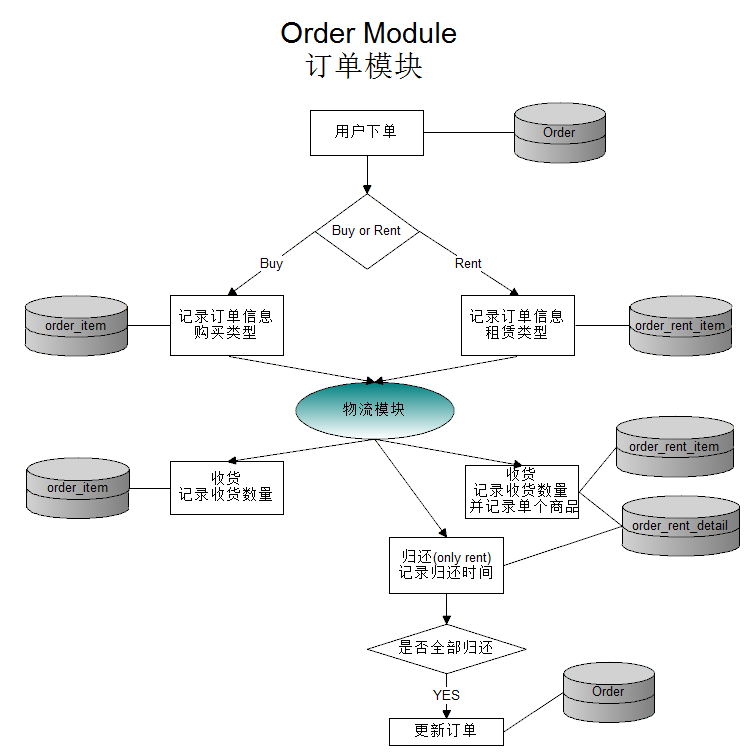 Order Module
订单模块
用户下单
Order
Buy or Rent
Buy
Rent
order_item
记录订单信息
购买类型
记录订单信息
租赁类型
order_rent_item
物流模块
order_item
收货
记录收货数量
收货
记录收货数量
并记录单个商品
order_rent_item
order_rent_detail
归还(only rent)
记录归还时间
是否全部归还
YES
更新订单
Order